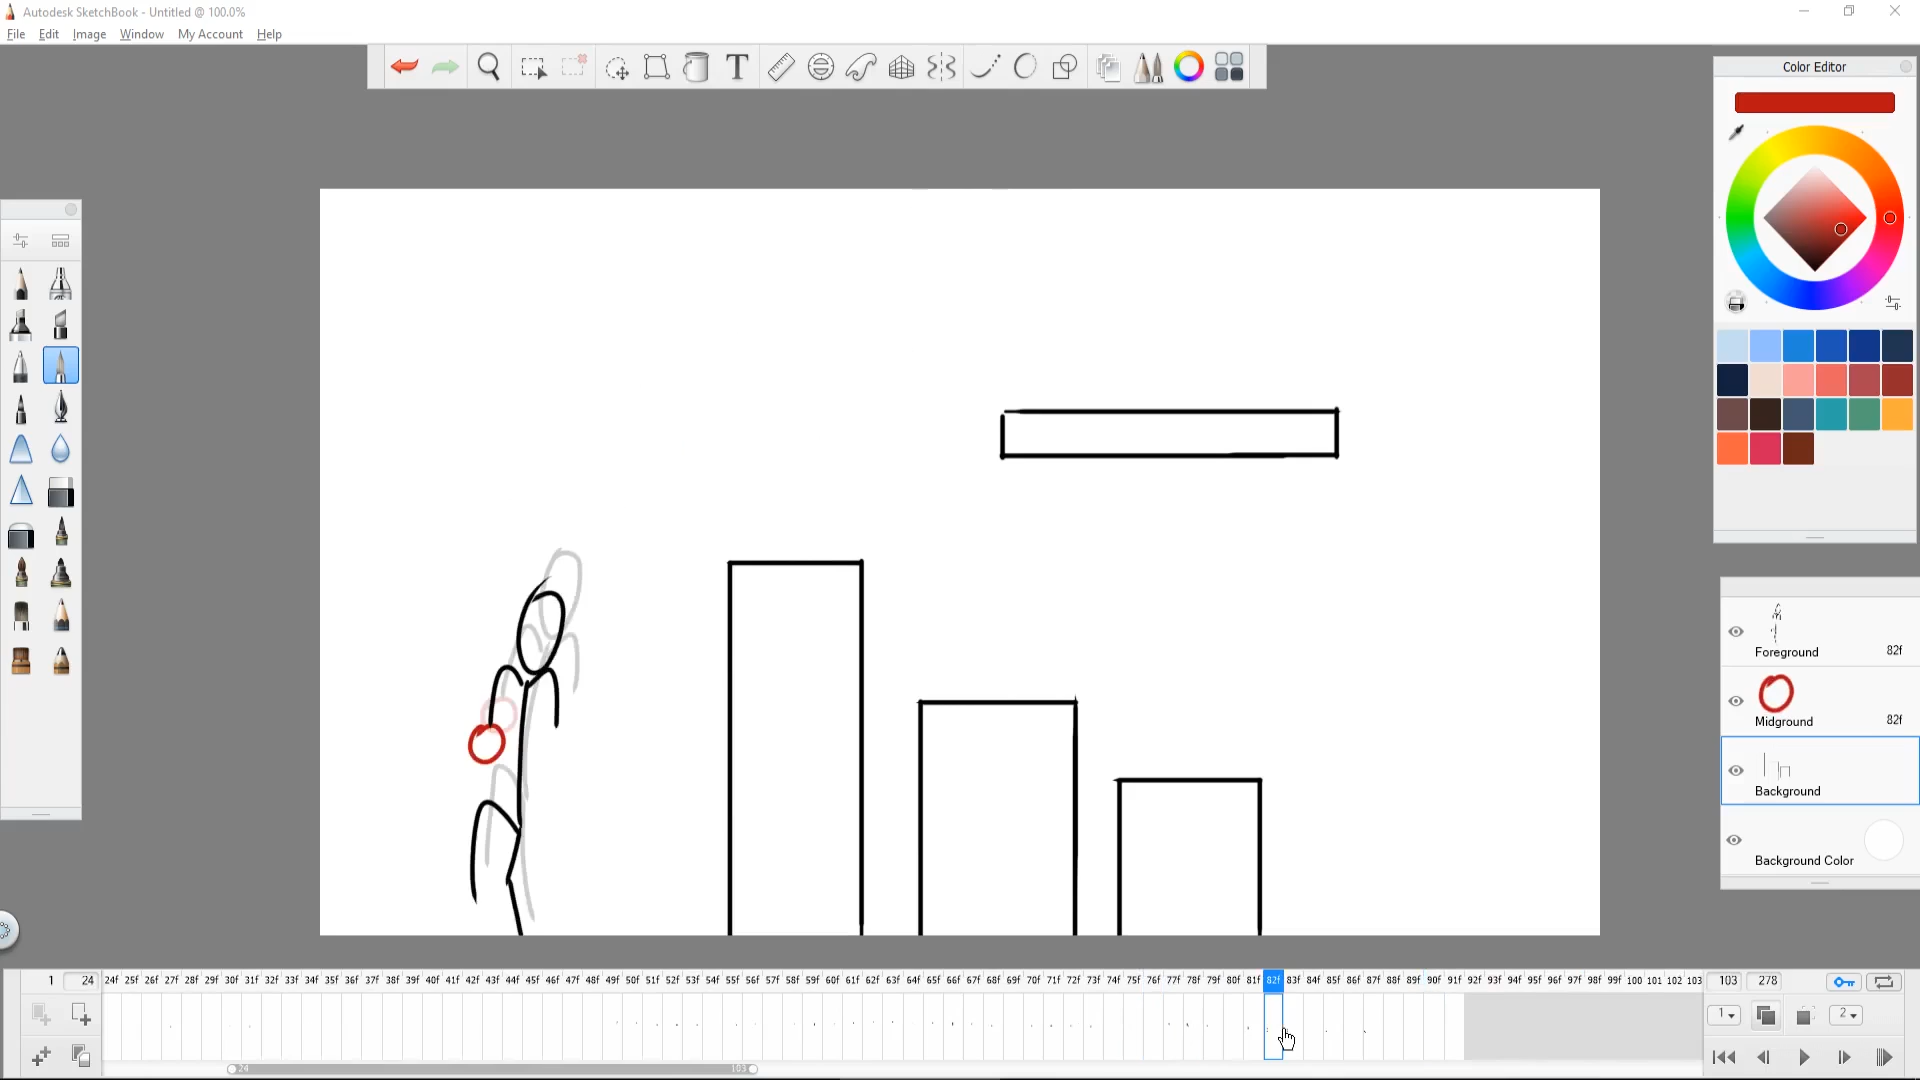 Autodesk SketchBook - Untitled @ 100.0%
File Edit Image Window My Account Help
T
Color Editor
Foreground 82f
Midground 82f
Background
Background Color
1 24 24f 25f 26f 27f 28f 29f 30f 31f 32f 33f 34f 35f 36f 37f 38f 39f 40f 41f 42f 43f 44f 45f 46f 47f 48f 49f 50f 51f 52f 53f 54f 55f 56f 57f 58f 59f 60f 61f 62f 63f 64f 65f 66f 67f 68f 69f 70f 71f 72f 73f 74f 75f 76f 77f 78f 79f 80f 81f 82f 83f 84f 85f 86f 87f 88f 89f 90f 91f 92f 93f 94f 95f 96f 97f 98f 99f 100 101 102 103 103 278
1 2
24 103